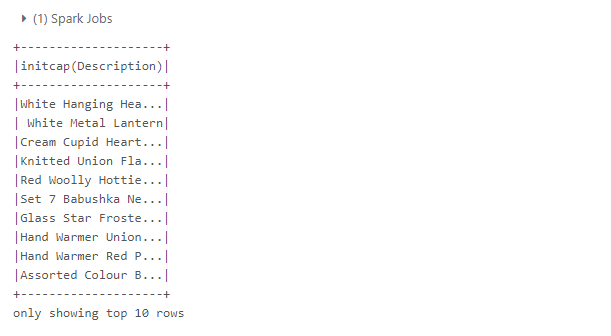 (1) Spark Jobs
+--------------------+
|initcap(Description)|
+--------------------+
|White Hanging Hea...|
| White Metal Lantern|
|Cream Cupid Heart...|
|Knitted Union Fla...|
|Red Woolly Hottie...|
|Set 7 Babushka Ne...|
|Glass Star Froste...|
|Hand Warmer Union...|
|Hand Warmer Red P...|
|Assorted Colour B...|
+--------------------+
only showing top 10 rows